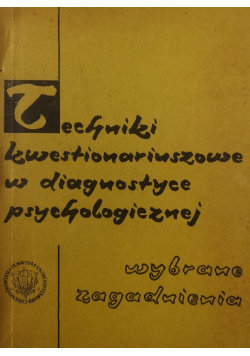 Techniki
kwestionariuszowe
w diagnostyce
psychologicznej
wybrane
zagadnienia